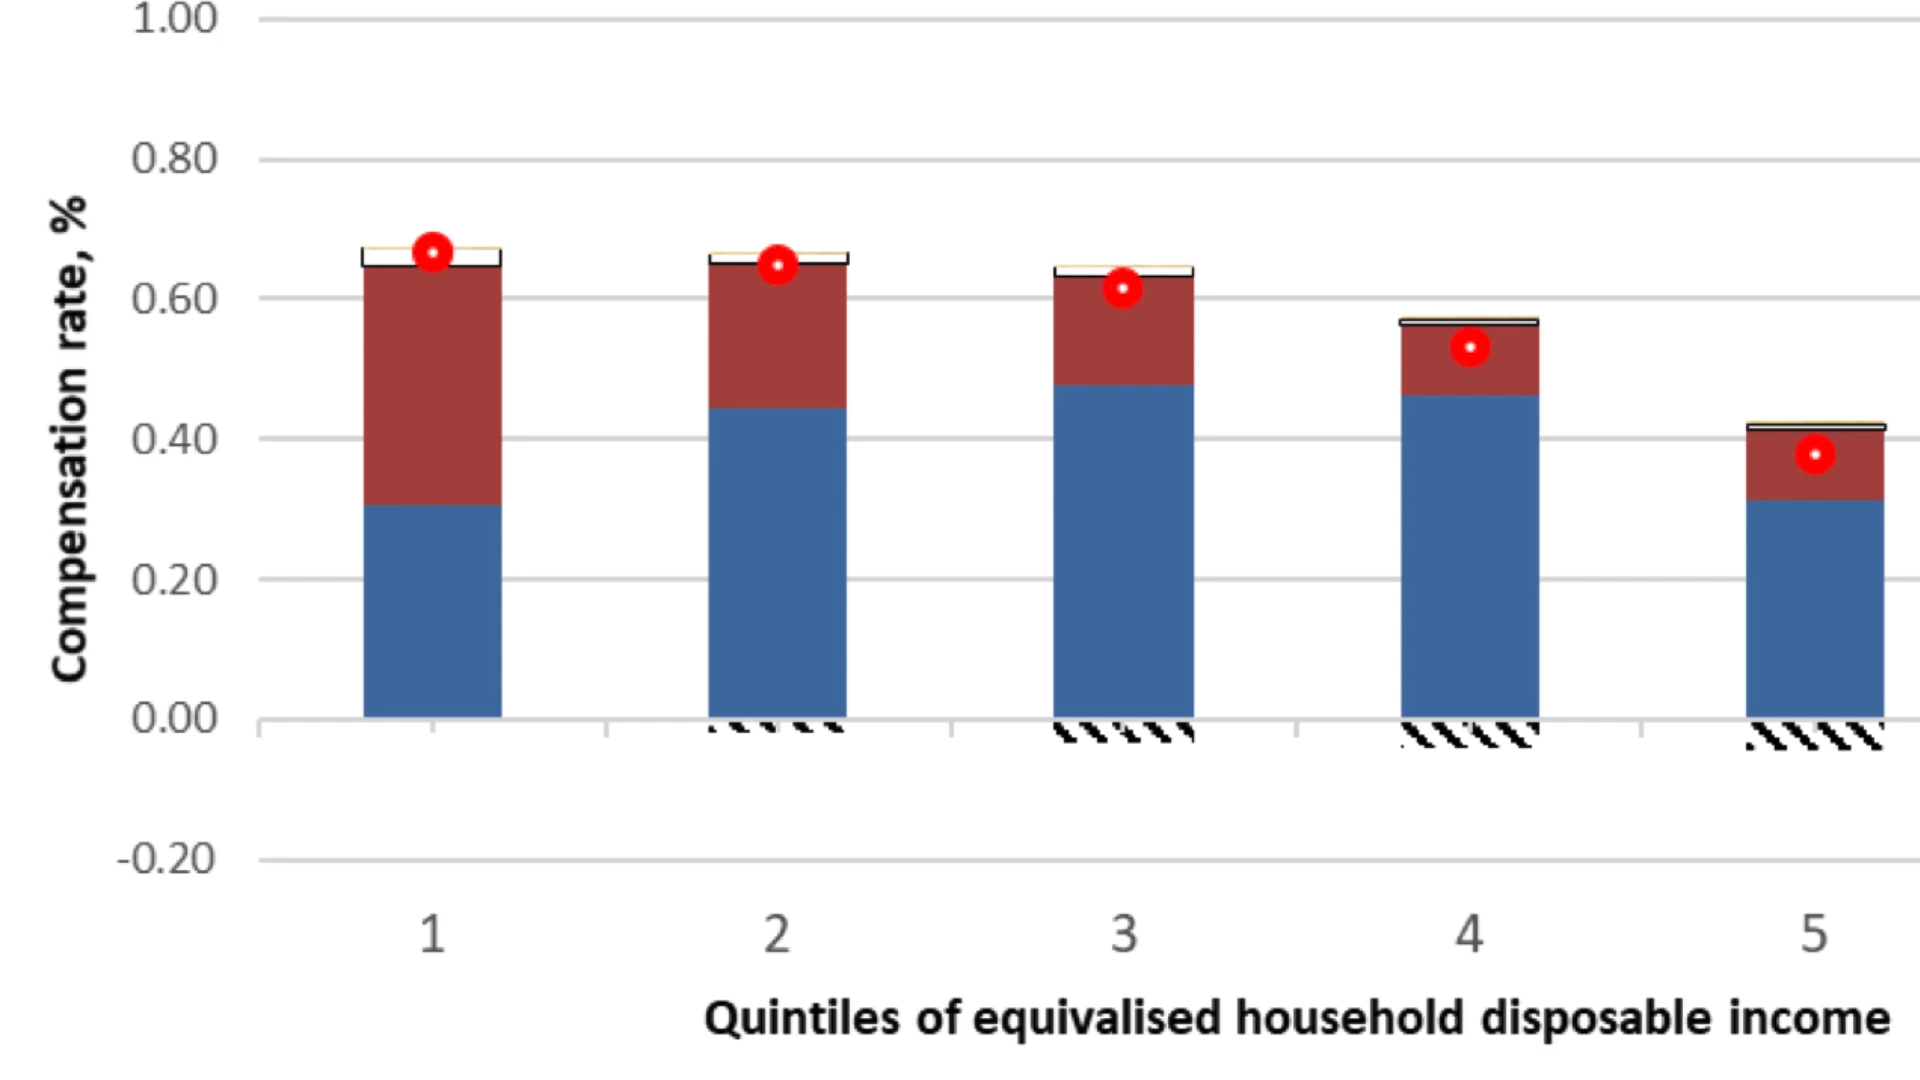 1.00
0.80
0.60
0.40
0.20
0.00
-0.20
Compensation rate, %
1 2 3 4 5
Quintiles of equivalised household disposable income